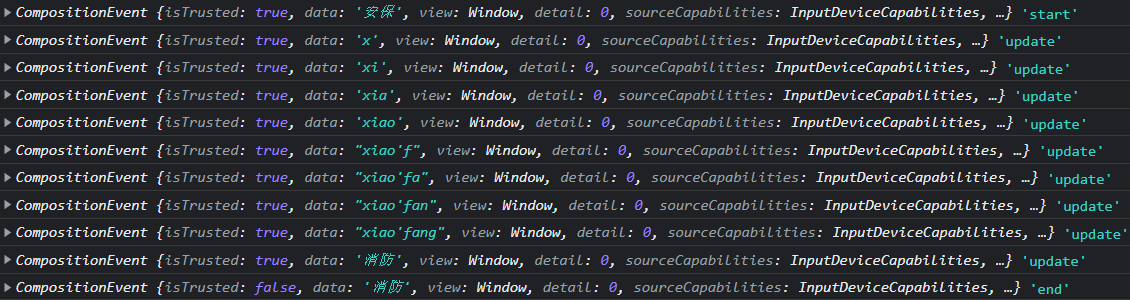 CompositionEvent {isTrusted: true, data: '安保', view: Window, detail: 0, sourceCapabilities: InputDeviceCapabilities, …} 'start'
CompositionEvent {isTrusted: true, data: 'x', view: Window, detail: 0, sourceCapabilities: InputDeviceCapabilities, …} 'update'
CompositionEvent {isTrusted: true, data: 'xi', view: Window, detail: 0, sourceCapabilities: InputDeviceCapabilities, …} 'update'
CompositionEvent {isTrusted: true, data: 'xia', view: Window, detail: 0, sourceCapabilities: InputDeviceCapabilities, …} 'update'
CompositionEvent {isTrusted: true, data: 'xiao', view: Window, detail: 0, sourceCapabilities: InputDeviceCapabilities, …} 'update'
CompositionEvent {isTrusted: true, data: "xiao'f", view: Window, detail: 0, sourceCapabilities: InputDeviceCapabilities, …} 'update'
CompositionEvent {isTrusted: true, data: "xiao'fa", view: Window, detail: 0, sourceCapabilities: InputDeviceCapabilities, …} 'update'
CompositionEvent {isTrusted: true, data: "xiao'fan", view: Window, detail: 0, sourceCapabilities: InputDeviceCapabilities, …} 'update'
CompositionEvent {isTrusted: true, data: "xiao'fang", view: Window, detail: 0, sourceCapabilities: InputDeviceCapabilities, …} 'update'
CompositionEvent {isTrusted: true, data: '消防', view: Window, detail: 0, sourceCapabilities: InputDeviceCapabilities, …} 'update'
CompositionEvent {isTrusted: false, data: '消防', view: Window, detail: 0, sourceCapabilities: InputDeviceCapabilities, …} 'end'